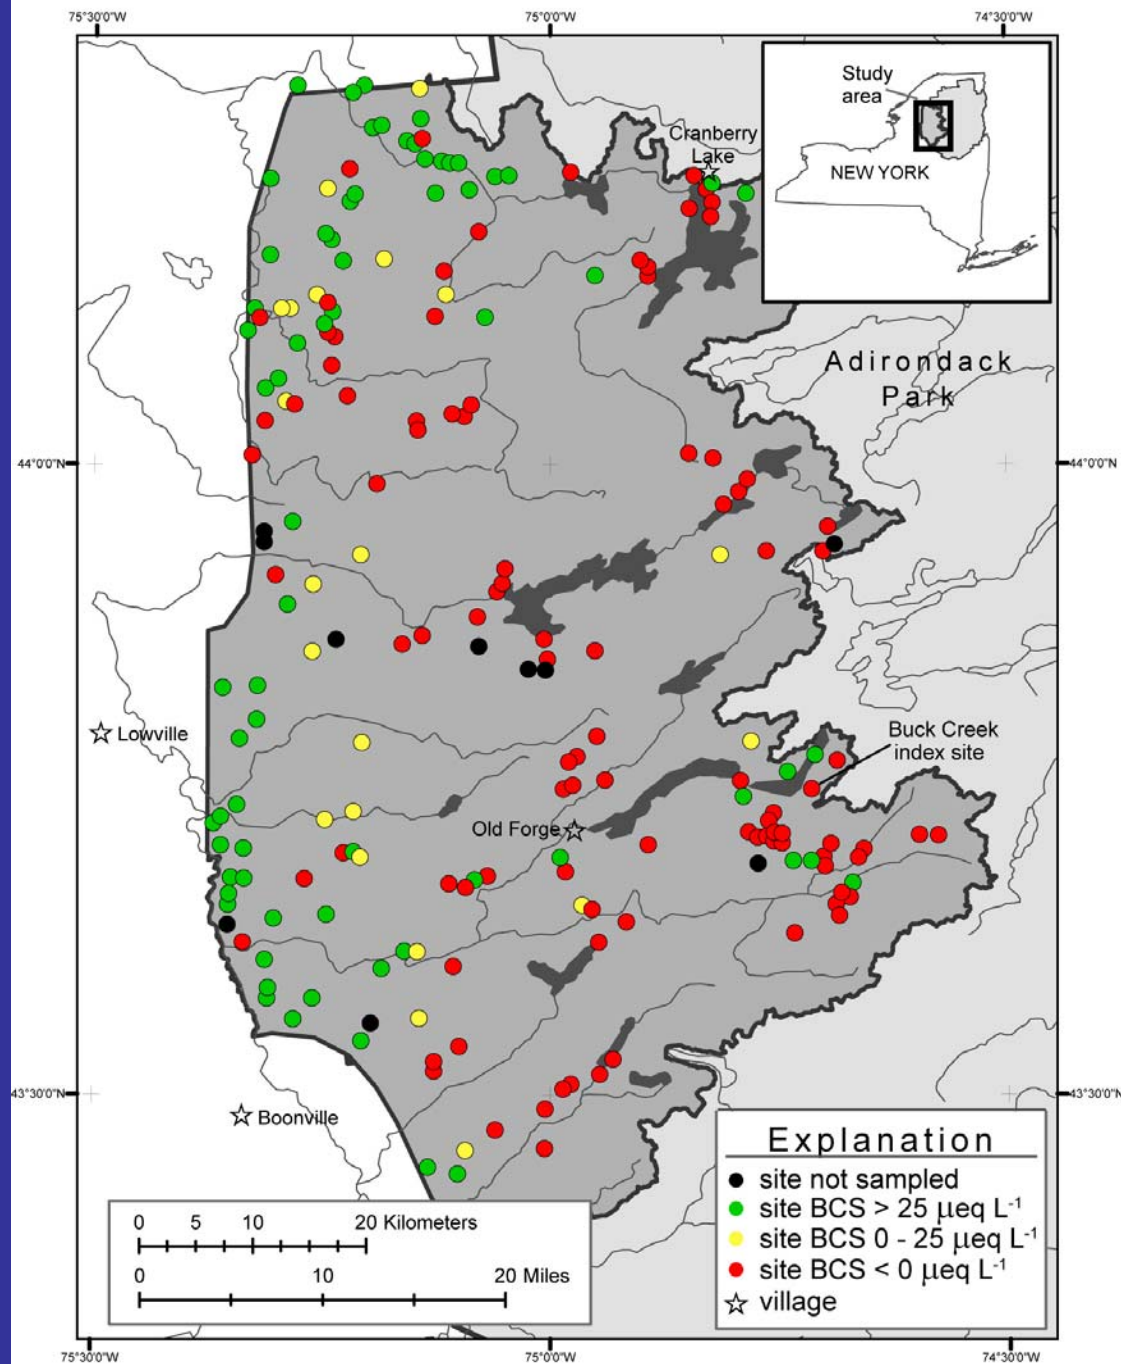 75°30'0"W
75°0'0"W
74°30'0"W
Study
area
NEW YORK
Cranberry
Lake
Adirondack
Park
44°0'0"N
44°0'0"N
Lowville
Buck Creek
index site
Old Forge
43°30'0"N
43°30'0"N
Boonville
Explanation
site not sampled
site BCS > 25 µeq L⁻¹
site BCS 0 - 25 µeq L⁻¹
site BCS < 0 µeq L⁻¹
village
0 5 10 20 Kilometers
0 10 20 Miles
75°30'0"W
75°0'0"W
74°30'0"W